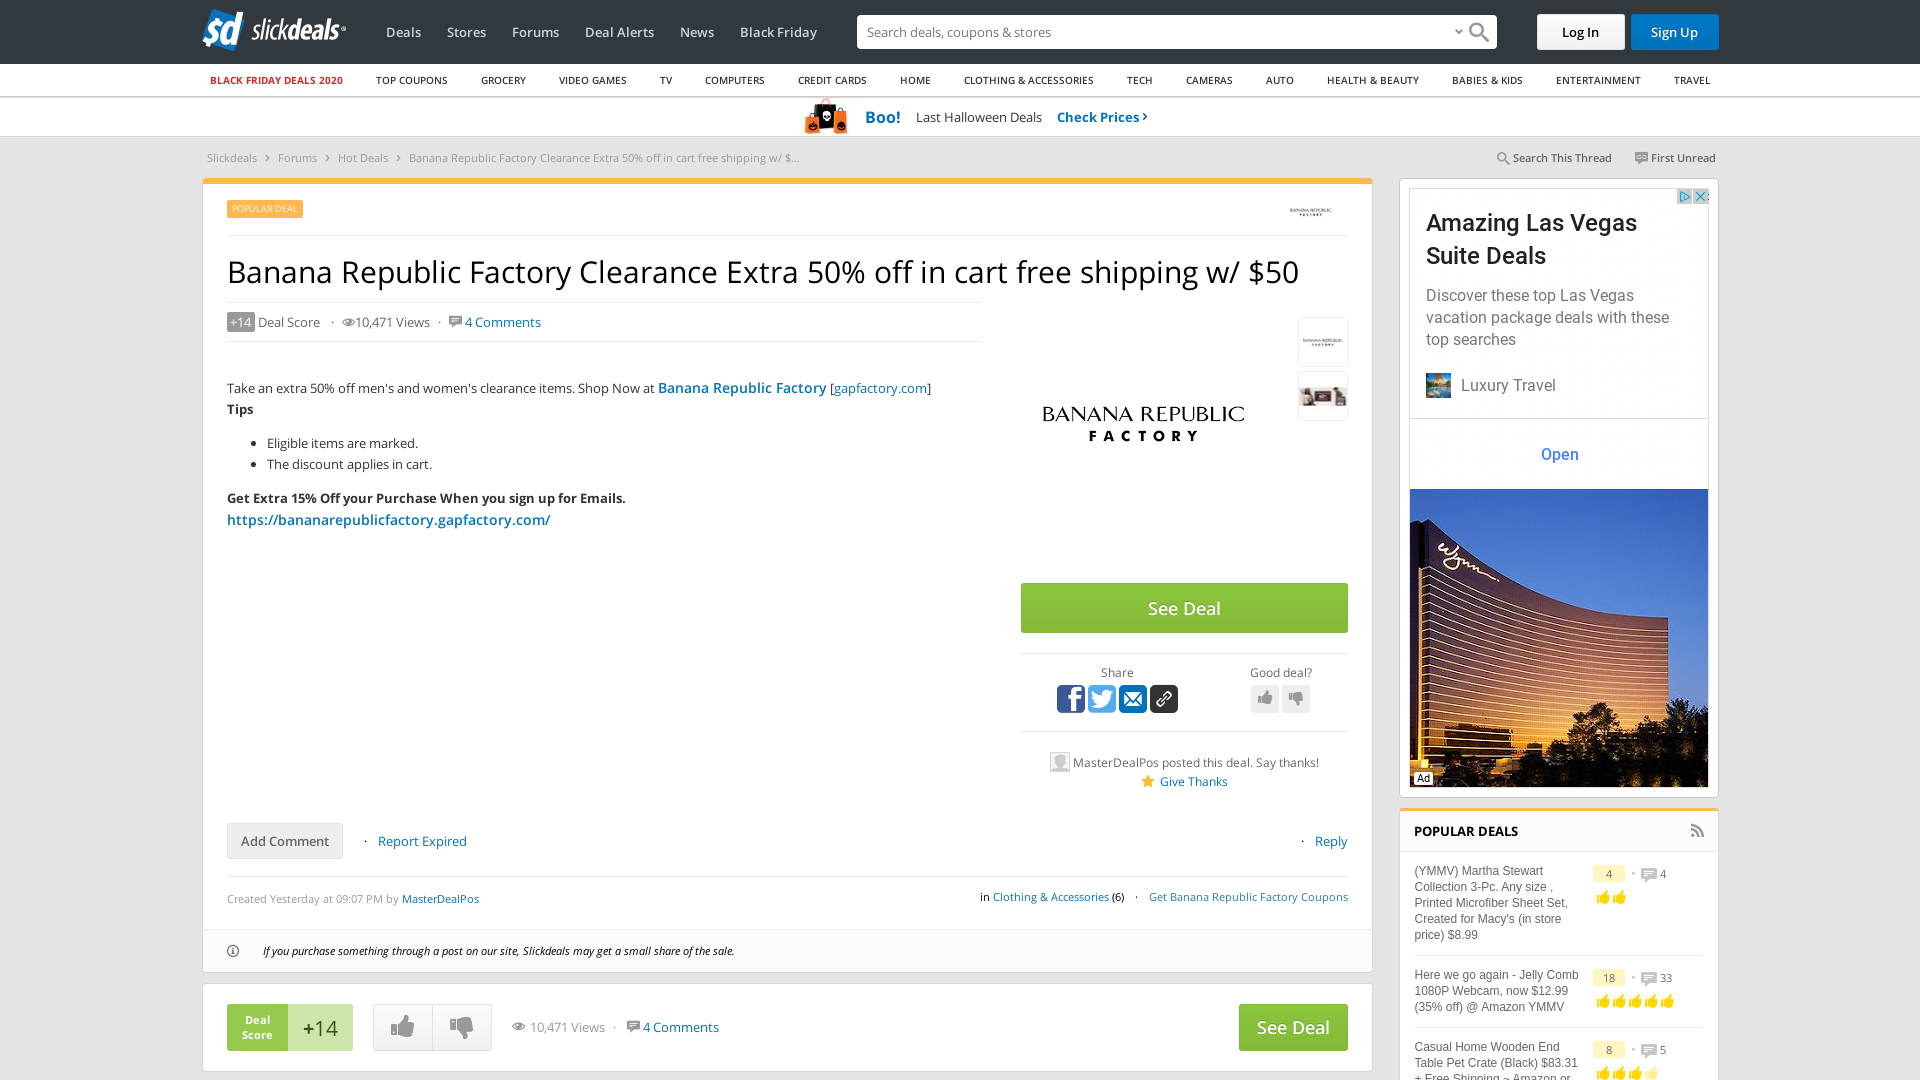 slickdeals
Deals
Stores
Forums
Deal Alerts
News
Black Friday
Search deals, coupons & stores
Log In
Sign Up
BLACK FRIDAY DEALS 2020
TOP COUPONS
GROCERY
VIDEO GAMES
TV
COMPUTERS
CREDIT CARDS
HOME
CLOTHING & ACCESSORIES
TECH
CAMERAS
AUTO
HEALTH & BEAUTY
BABIES & KIDS
ENTERTAINMENT
TRAVEL
Boo! Last Halloween Deals Check Prices ›
Slickdeals › Forums › Hot Deals › Banana Republic Factory Clearance Extra 50% off in cart free shipping w/ $...
Search This Thread
First Unread
POPULAR DEAL
BANANA REPUBLIC
FACTORY
Banana Republic Factory Clearance Extra 50% off in cart free shipping w/ $50
+14 Deal Score · 10,471 Views · 4 Comments
Take an extra 50% off men's and women's clearance items. Shop Now at Banana Republic Factory [gapfactory.com]
Tips
• Eligible items are marked.
• The discount applies in cart.
Get Extra 15% Off your Purchase When you sign up for Emails.
https://bananarepublicfactory.gapfactory.com/
BANANA REPUBLIC
FACTORY
BANANA REPUBLIC
FACTORY
See Deal
Share
Good deal?
MasterDealPos posted this deal. Say thanks!
Give Thanks
Add Comment · Report Expired
· Reply
Created Yesterday at 09:07 PM by MasterDealPos
in Clothing & Accessories (6) · Get Banana Republic Factory Coupons
If you purchase something through a post on our site, Slickdeals may get a small share of the sale.
Deal
Score
+14
10,471 Views · 4 Comments
See Deal
Amazing Las Vegas
Suite Deals
Discover these top Las Vegas
vacation package deals with these
top searches
Luxury Travel
Open
Wynn
Ad
POPULAR DEALS
(YMMV) Martha Stewart
Collection 3-Pc. Any size ,
Printed Microfiber Sheet Set,
Created for Macy's (in store
price) $8.99
4 • 4
Here we go again - Jelly Comb
1080P Webcam, now $12.99
(35% off) @ Amazon YMMV
18 • 33
Casual Home Wooden End
Table Pet Crate (Black) $83.31
+ Free Shipping ~ Amazon or
8 • 5